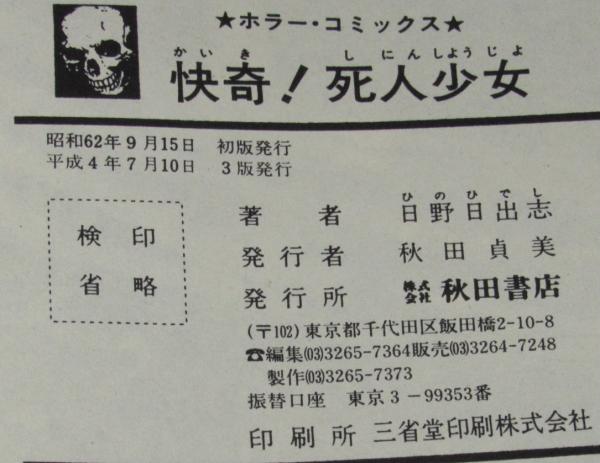 ★ホラー・コミックス★
かいき しにんしょうじょ
快奇！死人少女
昭和62年9月15日 初版発行
平成4年7月10日 3版発行
検印
省略
ひのひでし
著者 日野日出志
発行者 秋田貞美
発行所 株式会社 秋田書店
(〒102)東京都千代田区飯田橋2-10-8
☎編集(03)3265-7364販売(03)3264-7248
製作(03)3265-7373
振替口座 東京3-99353番
印刷所 三省堂印刷株式会社